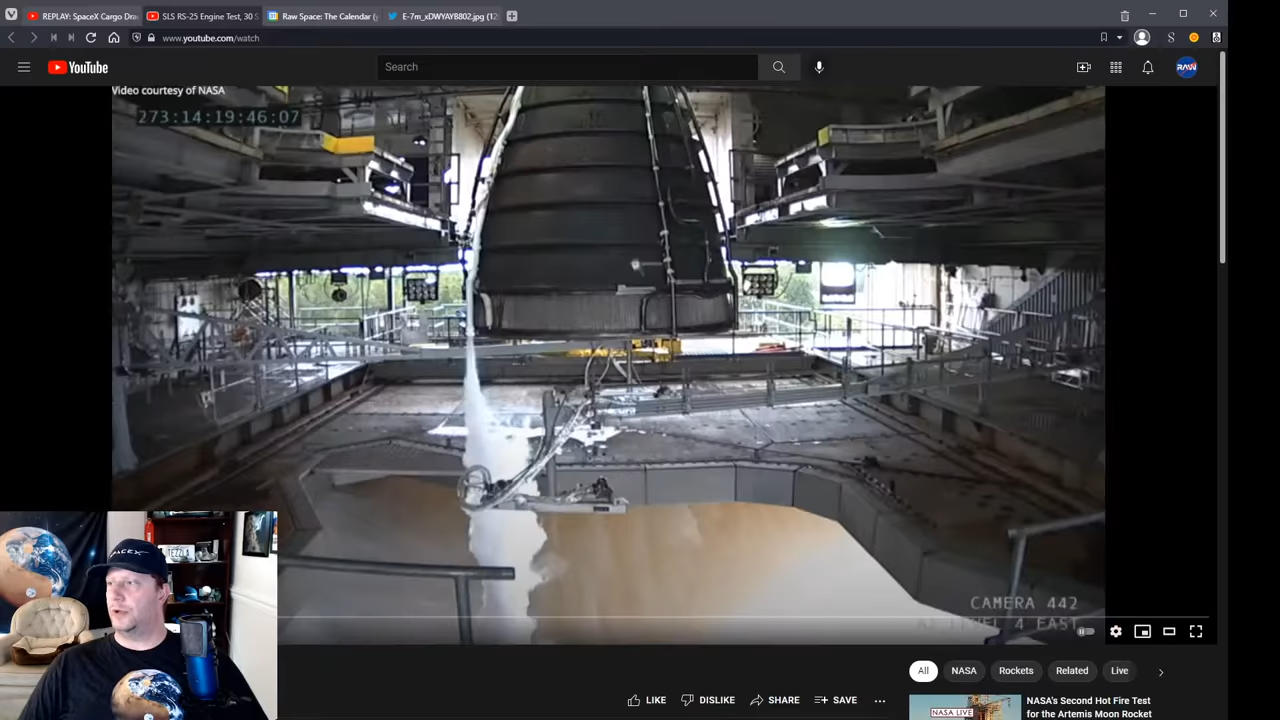 REPLAY: SpaceX Cargo Dra
SLS RS-25 Engine Test, 30 S
Raw Space: The Calendar (
E-7m_xDWYAYB802.jpg (12
www.youtube.com/watch
YouTube
Search
RAW
Video courtesy of NASA
273:14:19:46:07
CAMERA 442
LEVEL 4 EAST
SPACEX
All
NASA
Rockets
Related
Live
LIKE
DISLIKE
SHARE
SAVE
NASA LIVE
NASA's Second Hot Fire Test
for the Artemis Moon Rocket